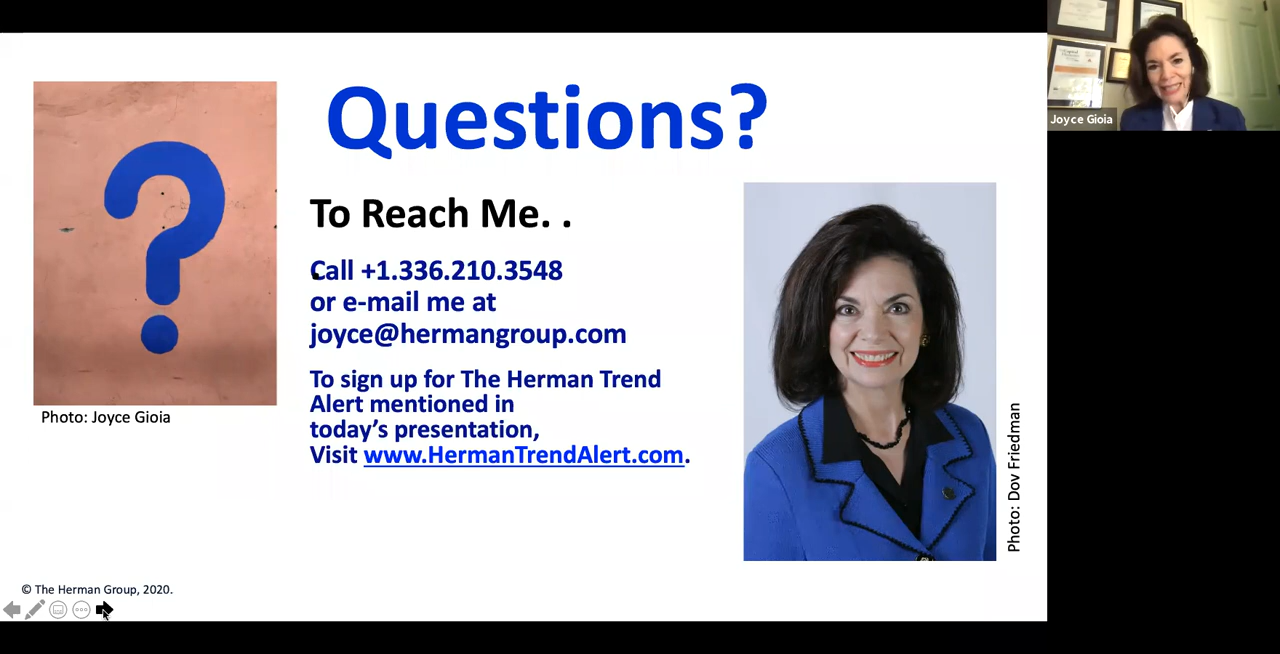 Questions?
To Reach Me. .
Call +1.336.210.3548
or e-mail me at
joyce@hermangroup.com
To sign up for The Herman Trend
Alert mentioned in
today’s presentation,
Visit www.HermanTrendAlert.com.
Photo: Joyce Gioia
Photo: Dov Friedman
© The Herman Group, 2020.
Joyce Gioia